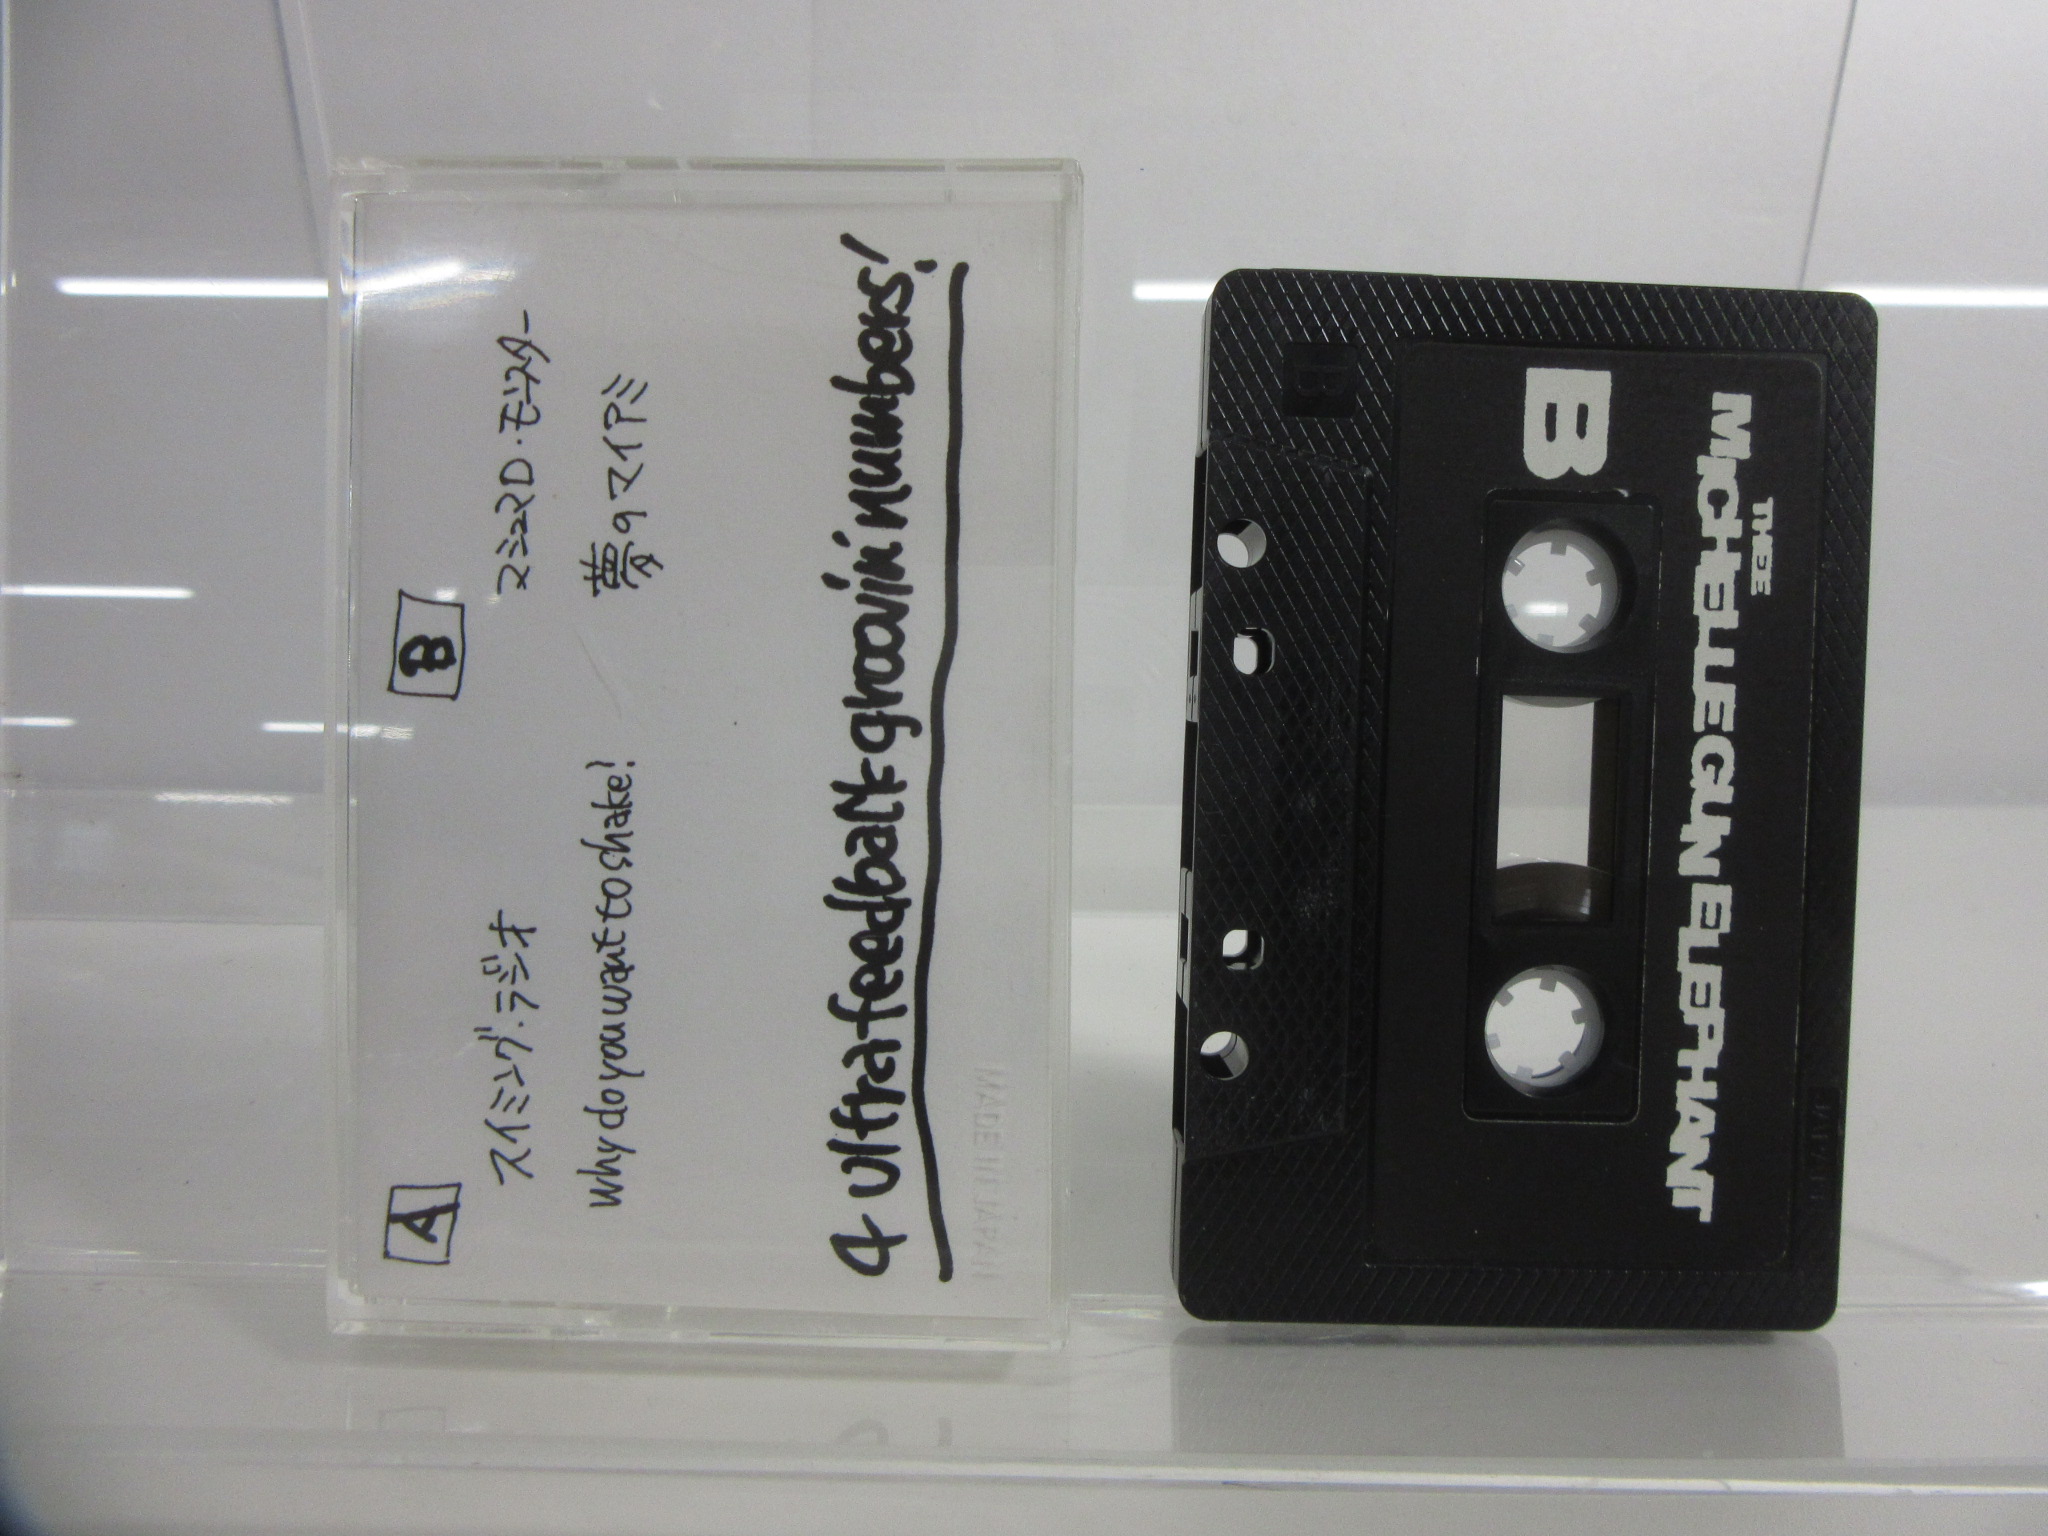 A
スイミング・ラジオ
why do you want to shake!
B
マミュマロ・モンスター
夢のマイアミ
4 ultra feedback groovin' numbers!
MADE IN JAPAN
B
THEE
MICHELLE GUN ELEPHANT
B